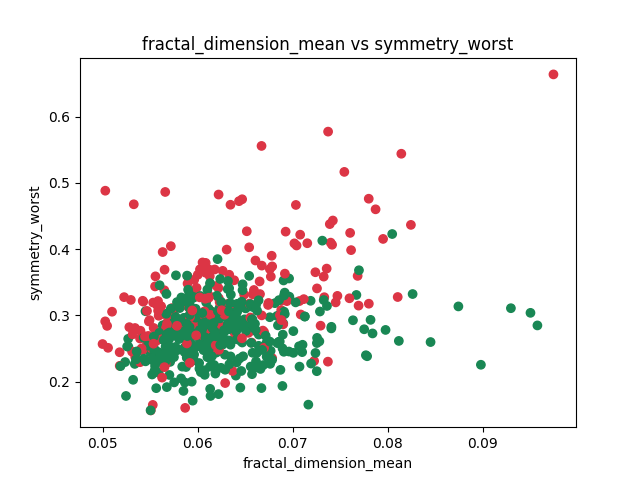 fractal_dimension_mean vs symmetry_worst
symmetry_worst
0.6
0.5
0.4
0.3
0.2
0.05 0.06 0.07 0.08 0.09
fractal_dimension_mean